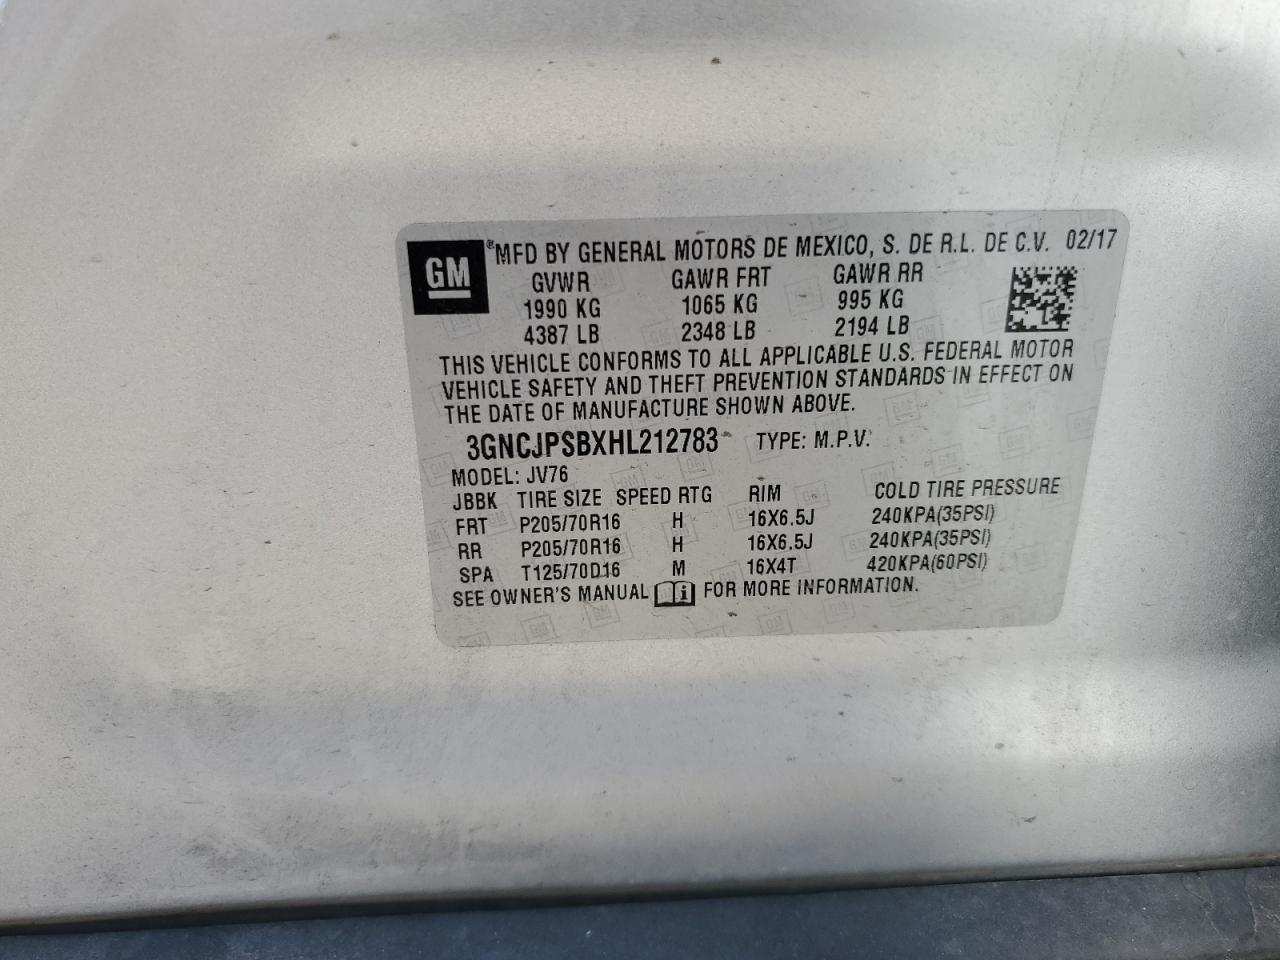 GM ®MFD BY GENERAL MOTORS DE MEXICO, S. DE R.L. DE C.V. 02/17
GVWR GAWR FRT GAWR RR
1990 KG 1065 KG 995 KG
4387 LB 2348 LB 2194 LB
THIS VEHICLE CONFORMS TO ALL APPLICABLE U.S. FEDERAL MOTOR
VEHICLE SAFETY AND THEFT PREVENTION STANDARDS IN EFFECT ON
THE DATE OF MANUFACTURE SHOWN ABOVE.
3GNCJPSBXHL212783 TYPE: M.P.V.
MODEL: JV76
JBBK TIRE SIZE SPEED RTG RIM COLD TIRE PRESSURE
FRT P205/70R16 H 16X6.5J 240KPA(35PSI)
RR P205/70R16 H 16X6.5J 240KPA(35PSI)
SPA T125/70D16 M 16X4T 420KPA(60PSI)
SEE OWNER'S MANUAL i FOR MORE INFORMATION.